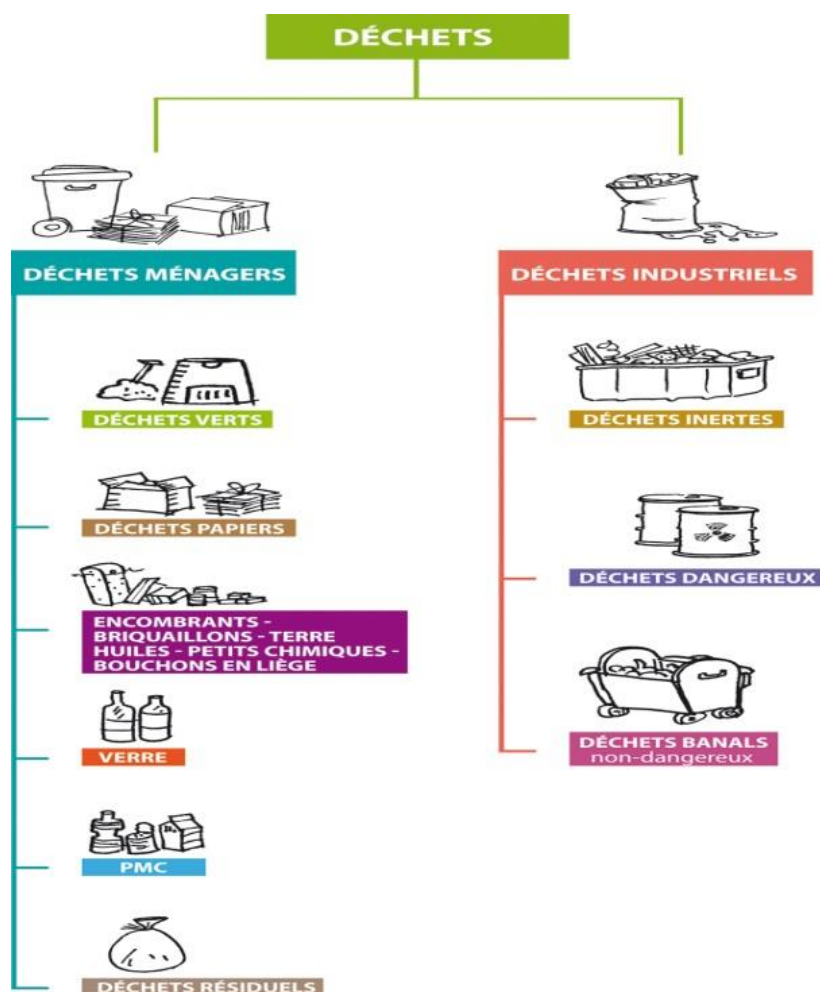 DÉCHETS
DÉCHETS MÉNAGERS
DÉCHETS VERTS
DÉCHETS PAPIERS
ENCOMBRANTS -
BRIQUAILLONS - TERRE
HUILES - PETITS CHIMIQUES -
BOUCHONS EN LIÈGE
VERRE
PMC
DÉCHETS RÉSIDUELS
DÉCHETS INDUSTRIELS
DÉCHETS INERTES
DÉCHETS DANGEREUX
DÉCHETS BANALS
non-dangereux